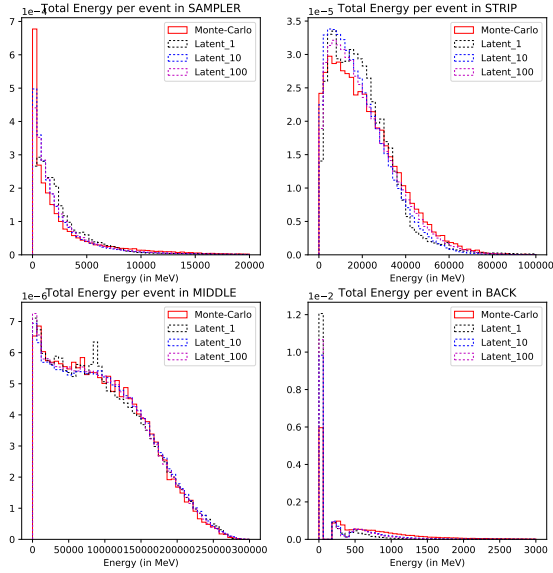 Total Energy per event in SAMPLER
1e−4
Monte-Carlo
Latent_1
Latent_10
Latent_100
7
6
5
4
3
2
1
0
0 5000 10000 15000 20000
Energy (in MeV)
Total Energy per event in STRIP
1e−5
Monte-Carlo
Latent_1
Latent_10
Latent_100
3.5
3.0
2.5
2.0
1.5
1.0
0.5
0.0
0 20000 40000 60000 80000 100000
Energy (in MeV)
Total Energy per event in MIDDLE
1e−6
Monte-Carlo
Latent_1
Latent_10
Latent_100
7
6
5
4
3
2
1
0
0 50000 100000 150000 200000 250000 300000
Energy (in MeV)
Total Energy per event in BACK
1e−2
Monte-Carlo
Latent_1
Latent_10
Latent_100
1.2
1.0
0.8
0.6
0.4
0.2
0.0
0 500 1000 1500 2000 2500 3000
Energy (in MeV)